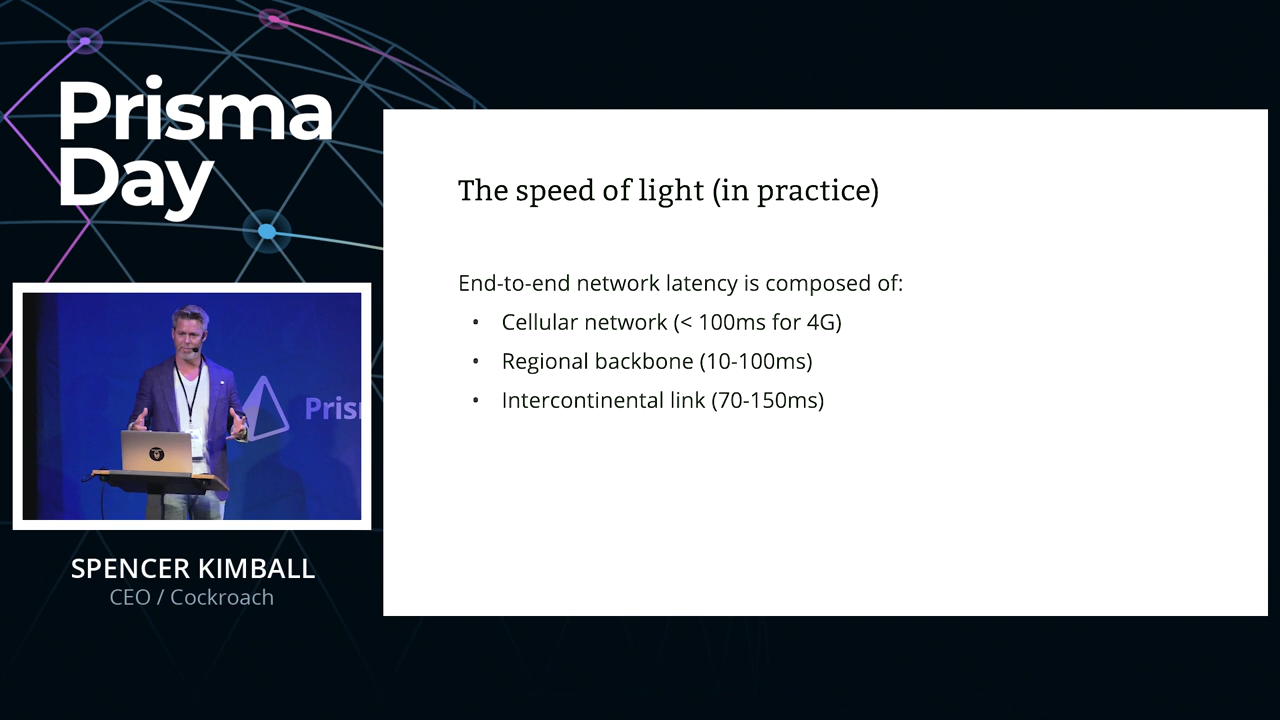 Prisma
Day
The speed of light (in practice)
End-to-end network latency is composed of:
• Cellular network (< 100ms for 4G)
• Regional backbone (10-100ms)
• Intercontinental link (70-150ms)
Pris
SPENCER KIMBALL
CEO / Cockroach